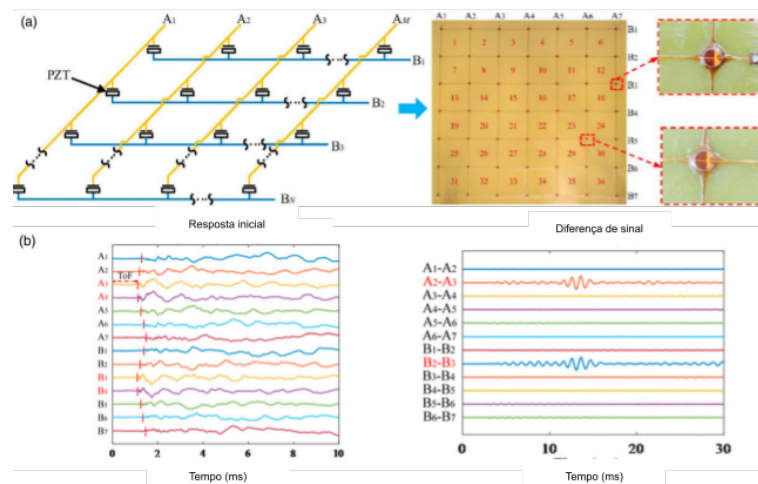 (a)
A1 A2 A3 AM
PZT
B1
B2
B3
BN
A1 A2 A3 A4 A5 A6 A7
B1
1 2 3 4 5 6
B2
7 8 9 10 11 12
B3
13 14 15 16 17 18
B4
19 20 21 22 23 24
B5
25 26 27 28 29 30
B6
31 32 33 34 35 36
B7
Resposta inicial
Diferença de sinal
(b)
A1
A2
ToF
A3
A4
A5
A6
A7
B1
B2
B3
B4
B5
B6
B7
0 2 4 6 8 10
Tempo (ms)
A1-A2
A2-A3
A3-A4
A4-A5
A5-A6
A6-A7
B1-B2
B2-B3
B3-B4
B4-B5
B5-B6
B6-B7
0 10 20 30
Tempo (ms)